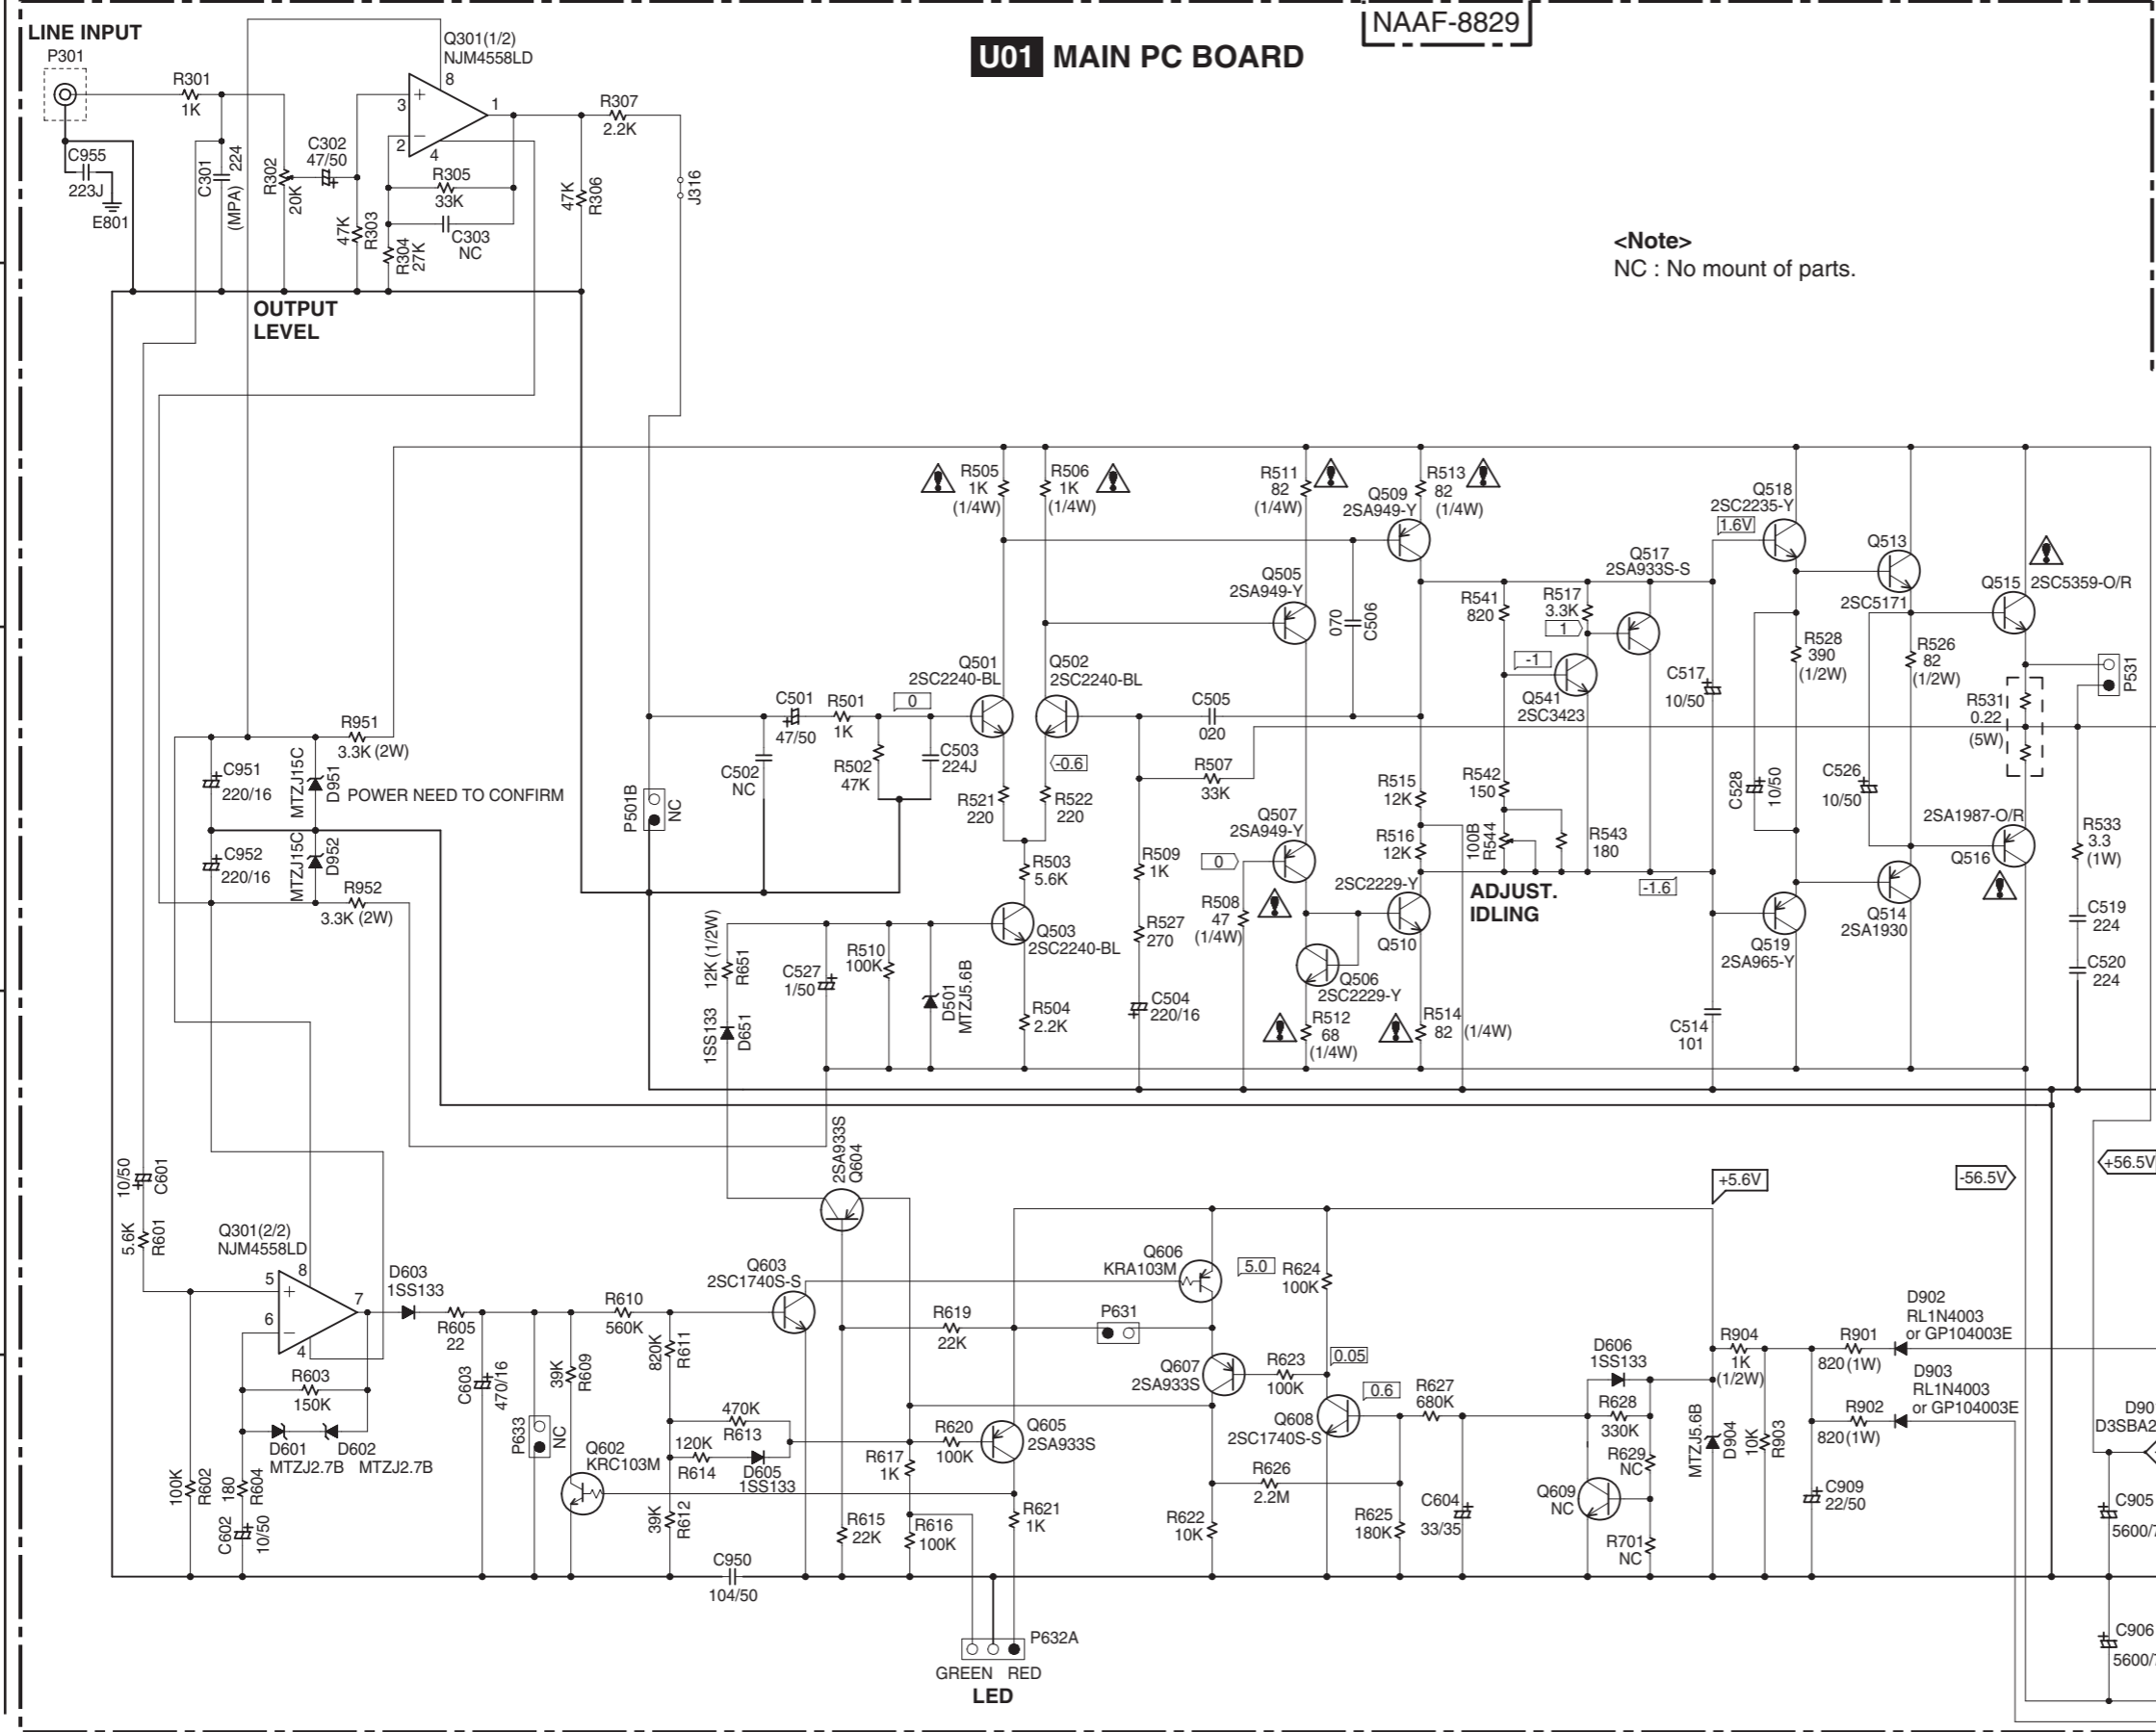 NAAF-8829
U01 MAIN PC BOARD
LINE INPUT
P301
R301
1K
C955
223J
E801
C301
224
(MPA)
R302
20K
C302
47/50
47K
R303
R304
27K
Q301(1/2)
NJM4558LD
8
3
+
2
−
4
1
R305
33K
C303
NC
R307
2.2K
47K
R306
J316
OUTPUT
LEVEL
<Note>
NC : No mount of parts.
R951
3.3K (2W)
C951
220/16
MTZJ15C
D951
POWER NEED TO CONFIRM
C952
220/16
MTZJ15C
D952
R952
3.3K (2W)
P501B
NC
C502
NC
C501
47/50
R501
1K
0
R502
47K
C503
224J
R505
1K
(1/4W)
R506
1K
(1/4W)
Q501
2SC2240-BL
Q502
2SC2240-BL
-0.6
R521
220
R522
220
R503
5.6K
Q503
2SC2240-BL
R504
2.2K
12K (1/2W)
R651
1SS133
D651
C527
1/50
R510
100K
D501
MTZJ5.6B
C505
020
R507
33K
R509
1K
R527
270
C504
220/16
R511
82
(1/4W)
Q505
2SA949-Y
070
C506
Q509
2SA949-Y
R513
82
(1/4W)
Q507
2SA949-Y
0
R508
47
(1/4W)
Q506
2SC2229-Y
R512
68
(1/4W)
2SC2229-Y
Q510
R514
82 (1/4W)
R515
12K
R516
12K
R541
820
R517
3.3K
1
-1
Q541
2SC3423
Q517
2SA933S-S
R542
150
100B
R544
R543
180
ADJUST.
IDLING
-1.6
C517
10/50
C514
101
Q518
2SC2235-Y
1.6V
R528
390
(1/2W)
C528
10/50
Q519
2SA965-Y
Q513
2SC5171
R526
82
(1/2W)
C526
10/50
Q514
2SA1930
Q515
2SC5359-O/R
R531
0.22
(5W)
2SA1987-O/R
Q516
P531
R533
3.3
(1W)
C519
224
C520
224
10/50
C601
5.6K
R601
Q301(2/2)
NJM4558LD
5
+
8
6
−
4
7
R603
150K
D601
MTZJ2.7B
D602
MTZJ2.7B
100K
R602
180
R604
C602
10/50
D603
1SS133
R605
22
C603
470/16
P633
NC
39K
R609
Q602
KRC103M
R610
560K
820K
R611
470K
R613
120K
R614
D605
1SS133
39K
R612
C950
104/50
Q603
2SC1740S-S
2SA933S
Q604
R615
22K
R619
22K
R617
1K
R620
100K
Q605
2SA933S
R616
100K
R621
1K
P632A
GREEN RED
LED
P631
Q606
KRA103M
5.0
R624
100K
Q607
2SA933S
R623
100K
0.05
Q608
2SC1740S-S
0.6
R627
680K
R626
2.2M
R622
10K
R625
180K
C604
33/35
D606
1SS133
R628
330K
R629
NC
Q609
NC
R701
NC
+5.6V
-56.5V
+56.5V
R904
1K
(1/2W)
MTZJ5.6B
D904
10K
R903
R901
820 (1W)
R902
820 (1W)
D902
RL1N4003
or GP104003E
D903
RL1N4003
or GP104003E
C909
22/50
D90
D3SBA2
C905
5600/7
C906
5600/7